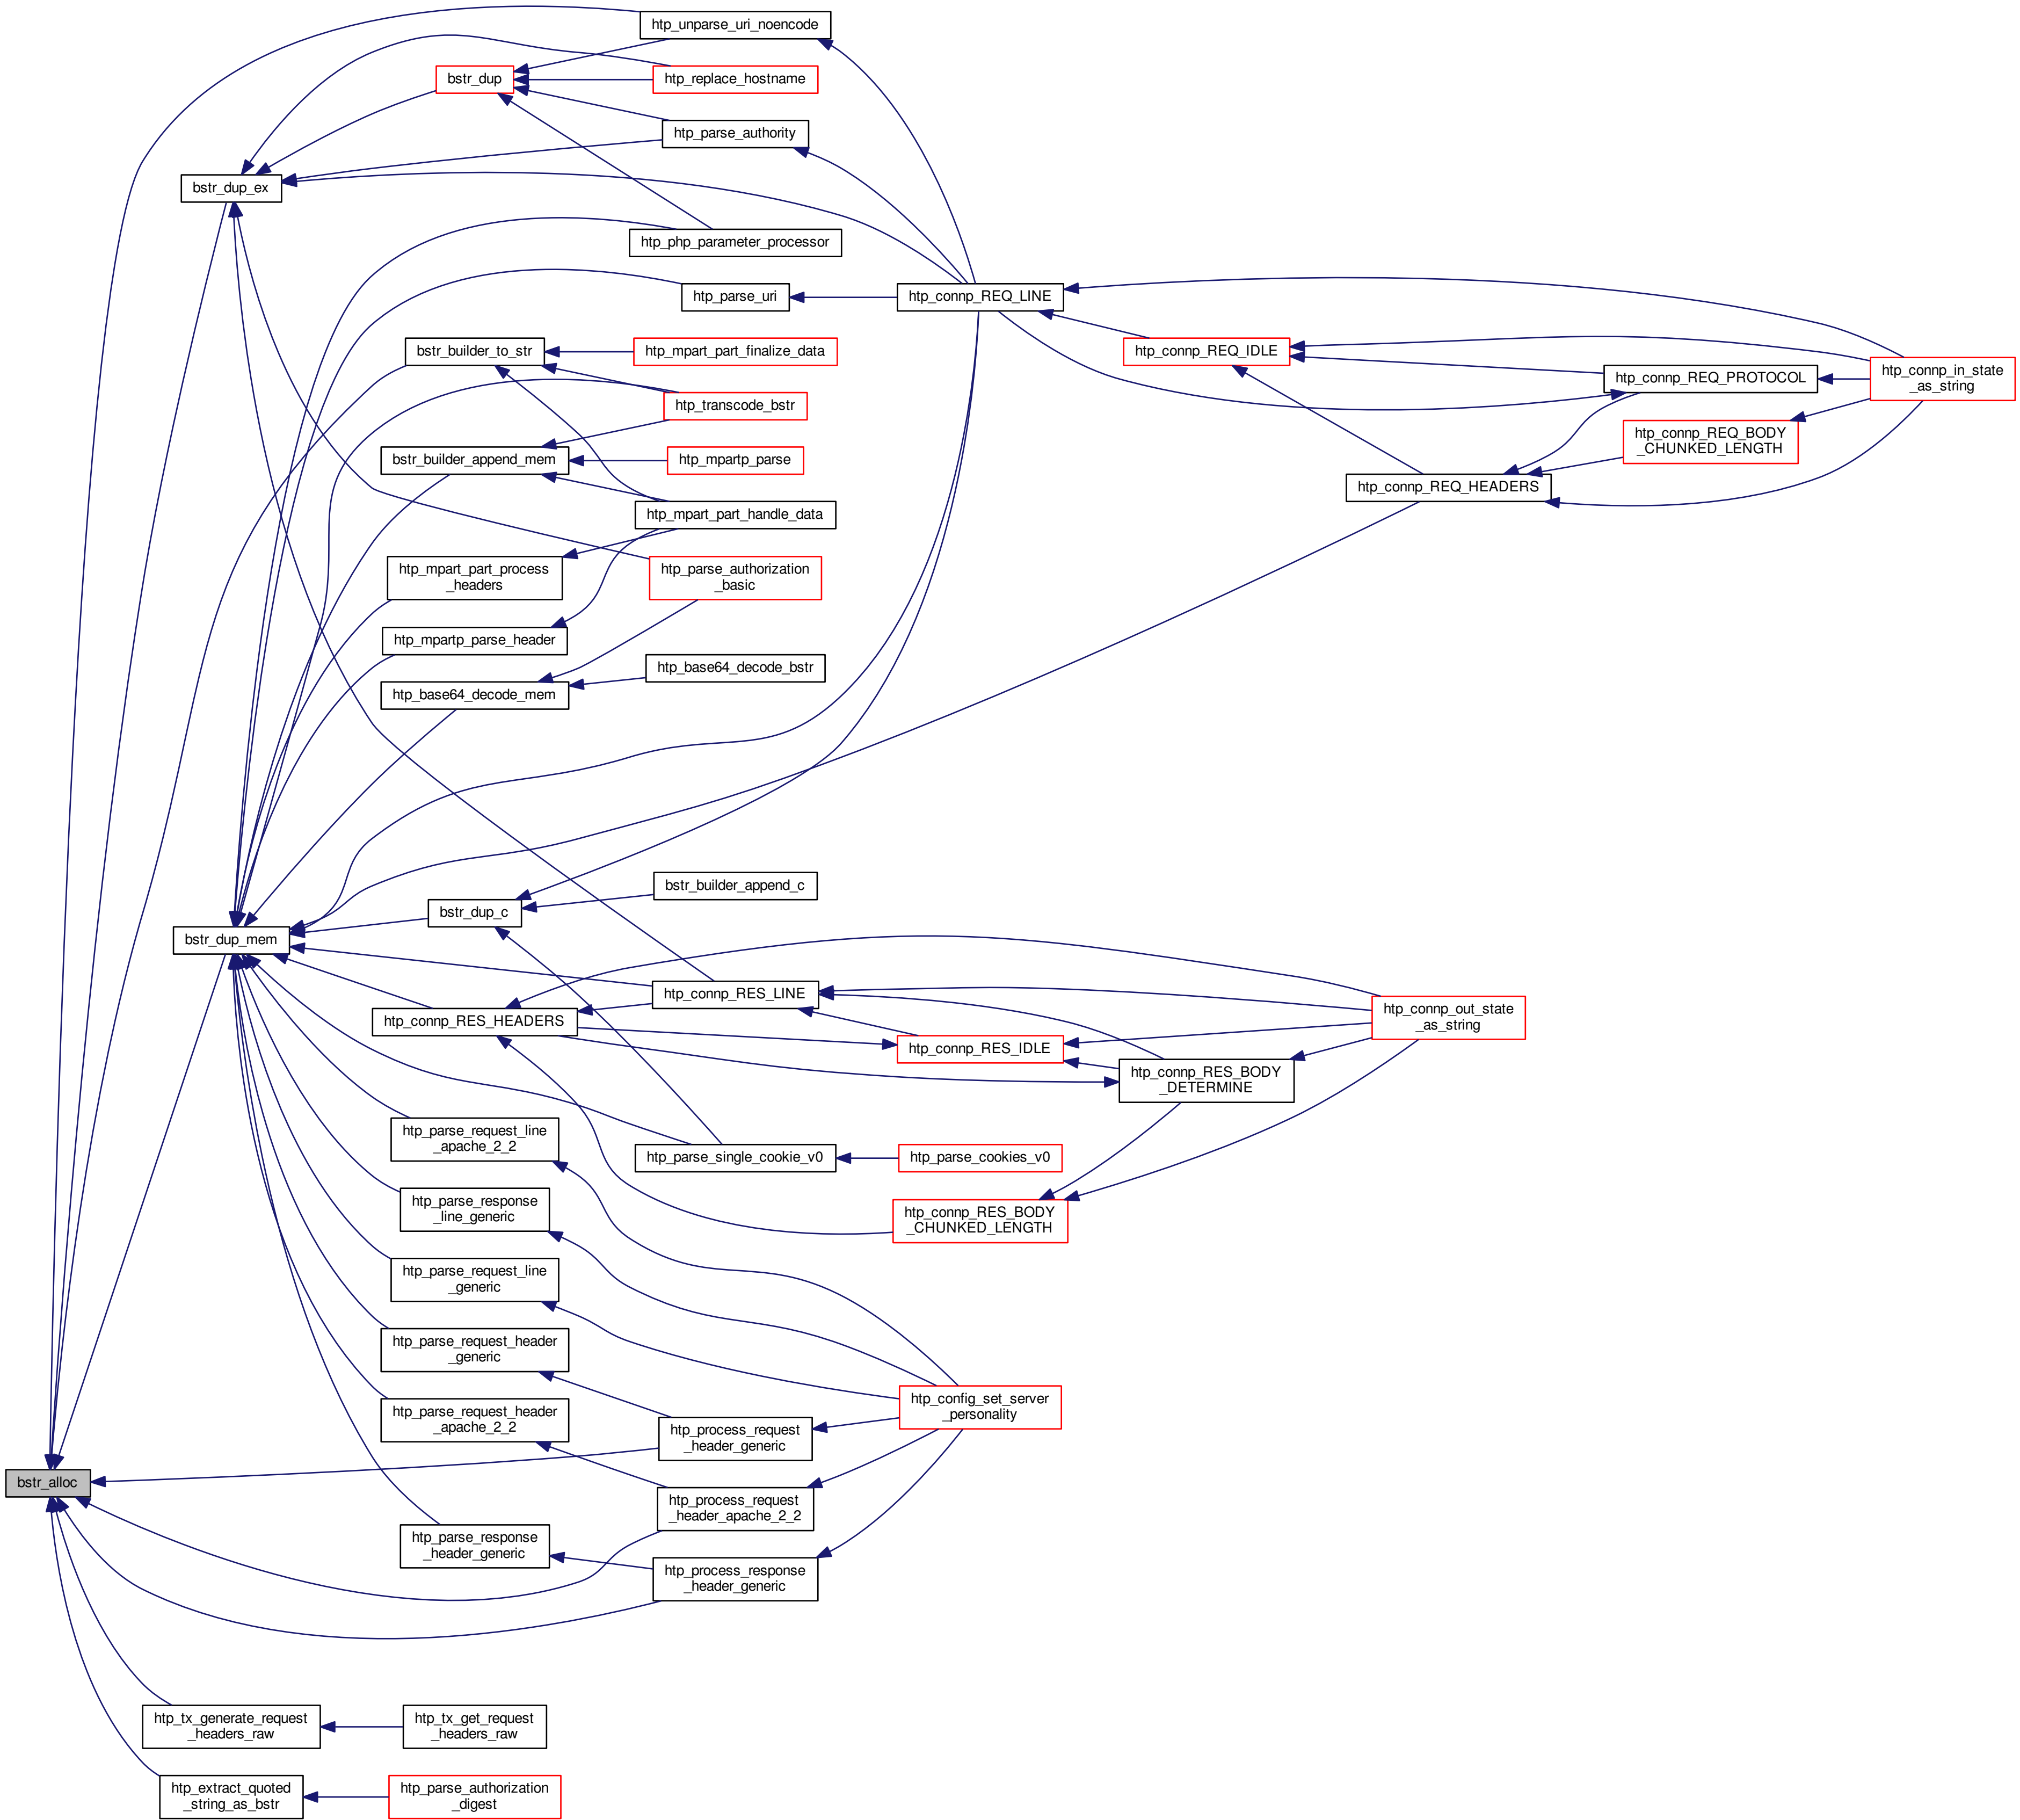 htp_unparse_uri_noencode
bstr_dup
htp_replace_hostname
htp_parse_authority
bstr_dup_ex
htp_php_parameter_processor
htp_parse_uri
htp_connp_REQ_LINE
bstr_builder_to_str
htp_mpart_part_finalize_data
htp_connp_REQ_IDLE
htp_connp_REQ_PROTOCOL
htp_connp_in_state
_as_string
htp_transcode_bstr
bstr_builder_append_mem
htp_mpartp_parse
htp_connp_REQ_BODY
_CHUNKED_LENGTH
htp_connp_REQ_HEADERS
htp_mpart_part_handle_data
htp_mpart_part_process
_headers
htp_parse_authorization
_basic
htp_mpartp_parse_header
htp_base64_decode_bstr
htp_base64_decode_mem
bstr_builder_append_c
bstr_dup_c
bstr_dup_mem
htp_connp_RES_LINE
htp_connp_RES_HEADERS
htp_connp_out_state
_as_string
htp_connp_RES_IDLE
htp_connp_RES_BODY
_DETERMINE
htp_parse_request_line
_apache_2_2
htp_parse_single_cookie_v0
htp_parse_cookies_v0
htp_parse_response
_line_generic
htp_connp_RES_BODY
_CHUNKED_LENGTH
htp_parse_request_line
_generic
htp_parse_request_header
_generic
htp_parse_request_header
_apache_2_2
htp_config_set_server
_personality
htp_process_request
_header_generic
bstr_alloc
htp_process_request
_header_apache_2_2
htp_parse_response
_header_generic
htp_process_response
_header_generic
htp_tx_generate_request
_headers_raw
htp_tx_get_request
_headers_raw
htp_extract_quoted
_string_as_bstr
htp_parse_authorization
_digest